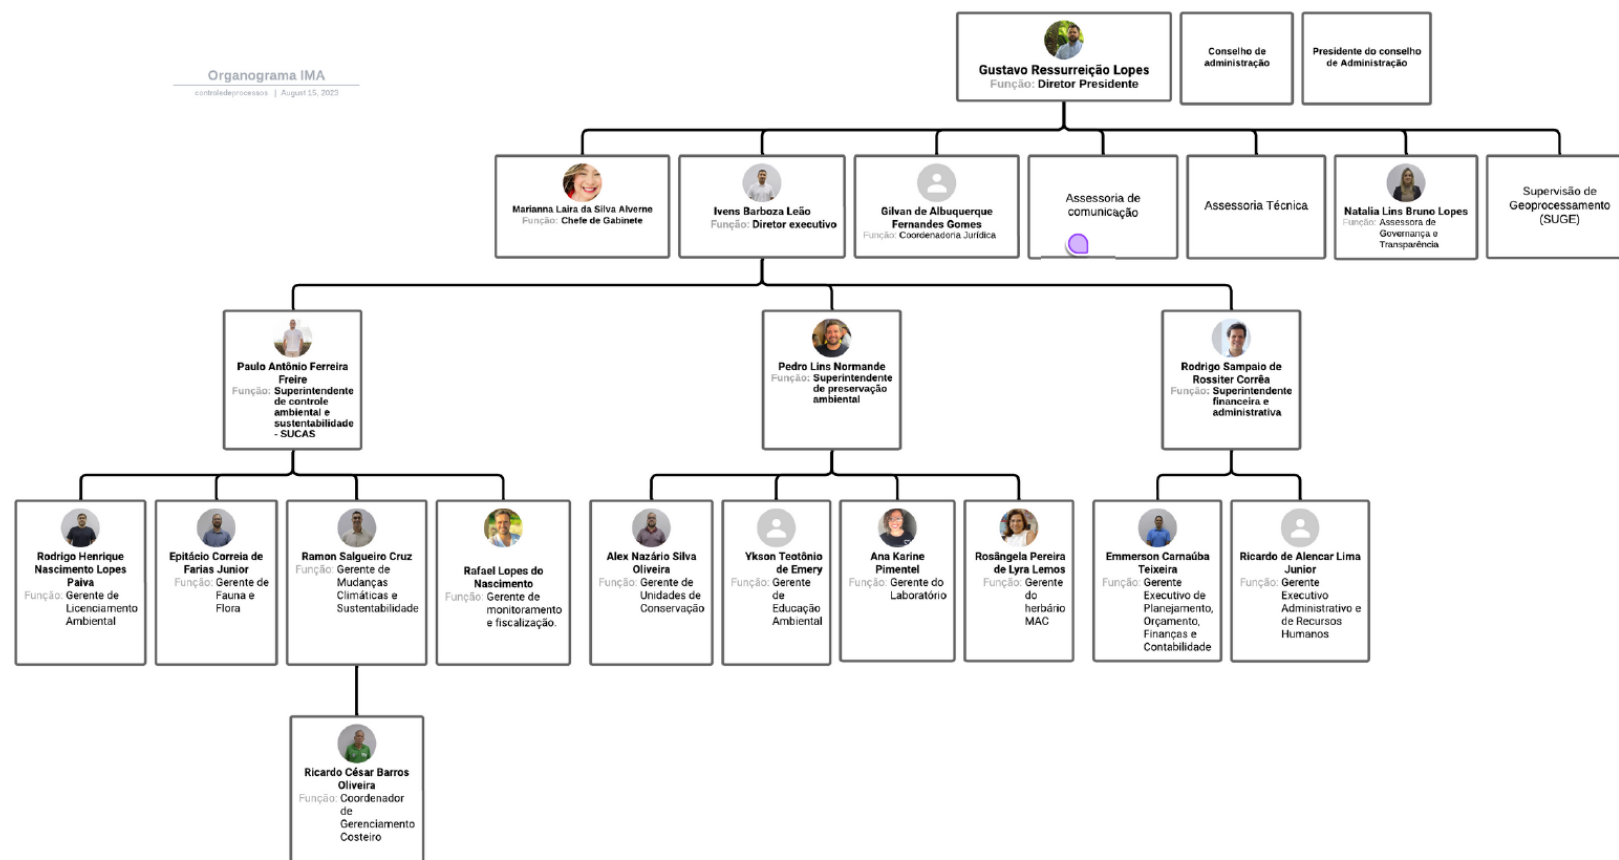 Organograma IMA
controledeprocessos | August 15, 2023
Gustavo Ressurreição Lopes
Função: Diretor Presidente
Conselho de
administração
Presidente do conselho
de Administração
Marianna Laira da Silva Alverne
Função: Chefe de Gabinete
Ivens Barboza Leão
Função: Diretor executivo
Gilvan de Albuquerque
Fernandes Gomes
Função: Coordenadoria Jurídica
Assessoria de
comunicação
Assessoria Técnica
Natalia Lins Bruno Lopes
Função: Assessora de
Governança e
Transparência
Supervisão de
Geoprocessamento
(SUGE)
Paulo Antônio Ferreira
Freire
Função: Superintendente
de controle
ambiental e
sustentabilidade
- SUCAS
Pedro Lins Normande
Função: Superintendente
de preservação
ambiental
Rodrigo Sampaio de
Rossiter Corrêa
Função: Superintendente
financeira e
administrativa
Rodrigo Henrique
Nascimento Lopes
Paiva
Função: Gerente de
Licenciamento
Ambiental
Epitácio Correia de
Farias Junior
Função: Gerente de
Fauna e
Flora
Ramon Salgueiro Cruz
Função: Gerente de
Mudanças
Climáticas e
Sustentabilidade
Rafael Lopes do
Nascimento
Função: Gerente de
monitoramento
e fiscalização.
Alex Nazário Silva
Oliveira
Função: Gerente de
Unidades de
Conservação
Ykson Teotônio
de Emery
Função: Gerente
de
Educação
Ambiental
Ana Karine
Pimentel
Função: Gerente do
Laboratório
Rosângela Pereira
de Lyra Lemos
Função: Gerente
do
herbário
MAC
Emmerson Carnaúba
Teixeira
Função: Gerente
Executivo de
Planejamento,
Orçamento,
Finanças e
Contabilidade
Ricardo de Alencar Lima
Junior
Função: Gerente
Executivo
Administrativo e
de Recursos
Humanos
Ricardo César Barros
Oliveira
Função: Coordenador
de
Gerenciamento
Costeiro